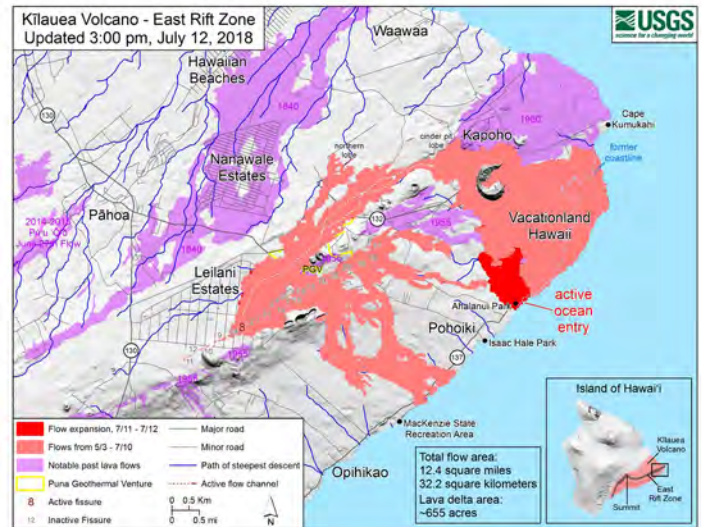 Kīlauea Volcano - East Rift Zone
Updated 3:00 pm, July 12, 2018
USGS
science for a changing world
Waawaa
Hawaiian
Beaches
130
1840
1960
Cape
Kumukahi
Kapoho
cinder pit
lobe
northern
lobe
former
coastline
Nanawale
Estates
132
1955
Pāhoa
Vacationland
Hawaii
1840
Leilani
Estates
PGV
Ahalanui Park
active
ocean
entry
8
Pohoiki
Isaac Hale Park
130
1955
137
MacKenzie State
Recreation Area
Opihikao
Flow expansion, 7/11 - 7/12
Flows from 5/3 - 7/10
Notable past lava flows
Puna Geothermal Venture
8 Active fissure
Inactive Fissure
Major road
Minor road
Path of steepest descent
Active flow channel
0 0.5 Km
0 0.5 mi
N
Total flow area:
12.4 square miles
32.2 square kilometers
Lava delta area:
~655 acres
Island of Hawai'i
Kīlauea
Volcano
East
Rift Zone
Summit